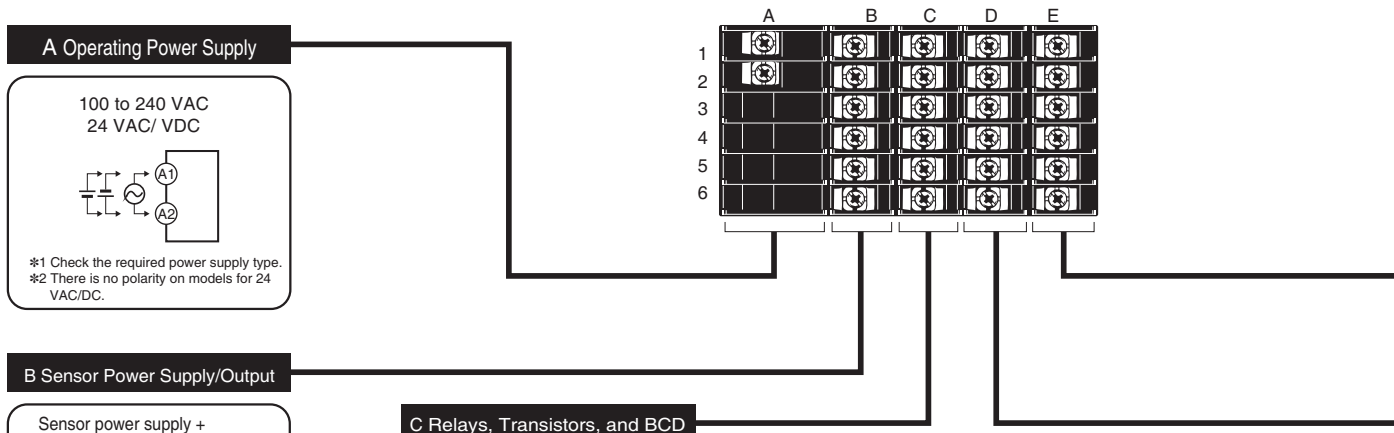 A B C D E
A Operating Power Supply
1
2
3
4
5
6
100 to 240 VAC
24 VAC/ VDC
A1
A2
✽1 Check the required power supply type.
✽2 There is no polarity on models for 24
VAC/DC.
B Sensor Power Supply/Output
Sensor power supply +
C Relays, Transistors, and BCD